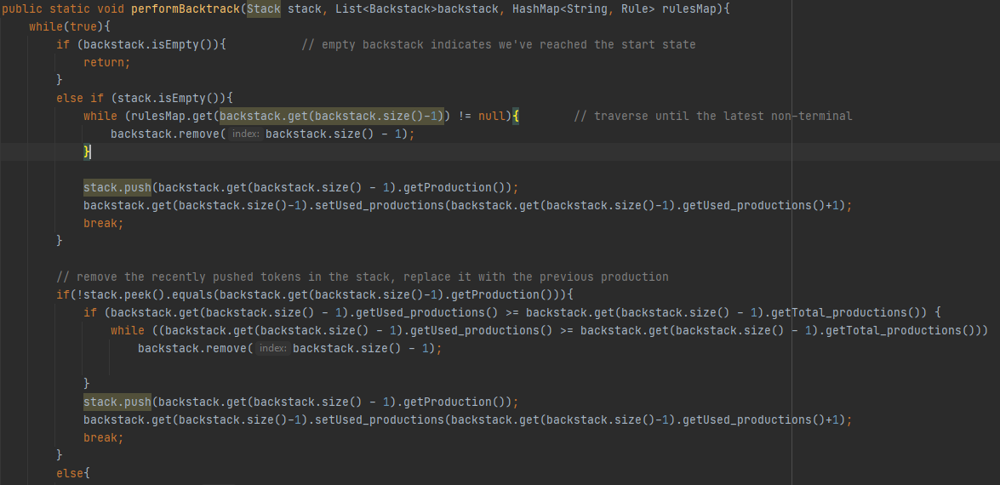 public static void performBacktrack(Stack stack, List<Backstack>backstack, HashMap<String, Rule> rulesMap){
    while(true){
        if (backstack.isEmpty()){           // empty backstack indicates we've reached the start state
            return;
        }
        else if (stack.isEmpty()){
            while (rulesMap.get(backstack.get(backstack.size()-1)) != null){        // traverse until the latest non-terminal
                backstack.remove( index: backstack.size() - 1);
            }
            stack.push(backstack.get(backstack.size() - 1).getProduction());
            backstack.get(backstack.size()-1).setUsed_productions(backstack.get(backstack.size()-1).getUsed_productions()+1);
            break;
        }
        // remove the recently pushed tokens in the stack, replace it with the previous production
        if(!stack.peek().equals(backstack.get(backstack.size()-1).getProduction())){
            if (backstack.get(backstack.size() - 1).getUsed_productions() >= backstack.get(backstack.size() - 1).getTotal_productions()) {
                while ((backstack.get(backstack.size() - 1).getUsed_productions() >= backstack.get(backstack.size() - 1).getTotal_productions()))
                    backstack.remove( index: backstack.size() - 1);
            }
            stack.push(backstack.get(backstack.size() - 1).getProduction());
            backstack.get(backstack.size()-1).setUsed_productions(backstack.get(backstack.size()-1).getUsed_productions()+1);
            break;
        }
        else{